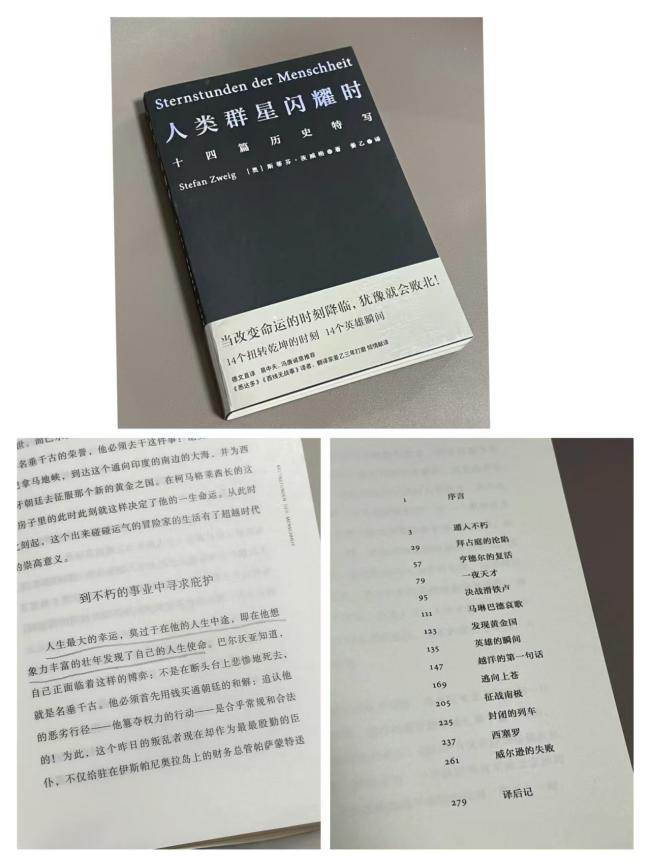 Sternstunden der Menschheit
人类群星闪耀时
十四篇历史特写
Stefan Zweig [奥] 斯蒂芬·茨威格 著 姜乙 译
当改变命运的时刻降临，犹豫就会败北！
14个扭转乾坤的时刻 14个英雄瞬间
德文直译 易中天、冯唐诚意推荐
《悉达多》《西线无战事》译者、翻译家姜乙三年打磨 倾情献译
名垂千古的荣誉，他必须去干这件事！
巴拿马地峡，到达这个通向印度的南边的大海，并为西
牙朝廷去征服那个新的黄金之国。在柯马格莱酋长的这
房子里的此时此刻就这样决定了他的一生命运。从此时
刻起，这个出来碰碰运气的冒险家的生活有了超越时代
的崇高意义。
到不朽的事业中寻求庇护
人生最大的幸运，莫过于在他的人生中途，即在他想
象力丰富的壮年发现了自己的人生使命。巴尔沃亚知道，
自己正面临着这样的博弈：不是在断头台上悲惨地死去，
就是名垂千古。他必须首先用钱买通朝廷的和解；追认他
的恶劣行径——他篡夺权力的行动——是合乎常规和合法
的！为此，这个昨日的叛乱者现在却作为最最殷勤的臣
仆，不仅给驻在伊斯帕尼奥拉岛上的财务总管帕萨蒙特送
1 序言
3 遁入不朽
29 拜占庭的沦陷
57 亨德尔的复活
79 一夜天才
95 决战滑铁卢
111 马琳巴德哀歌
123 发现黄金国
135 英雄的瞬间
147 越洋的第一句话
169 逃向上苍
205 征战南极
225 封闭的列车
237 西塞罗
261 威尔逊的失败
279 译后记